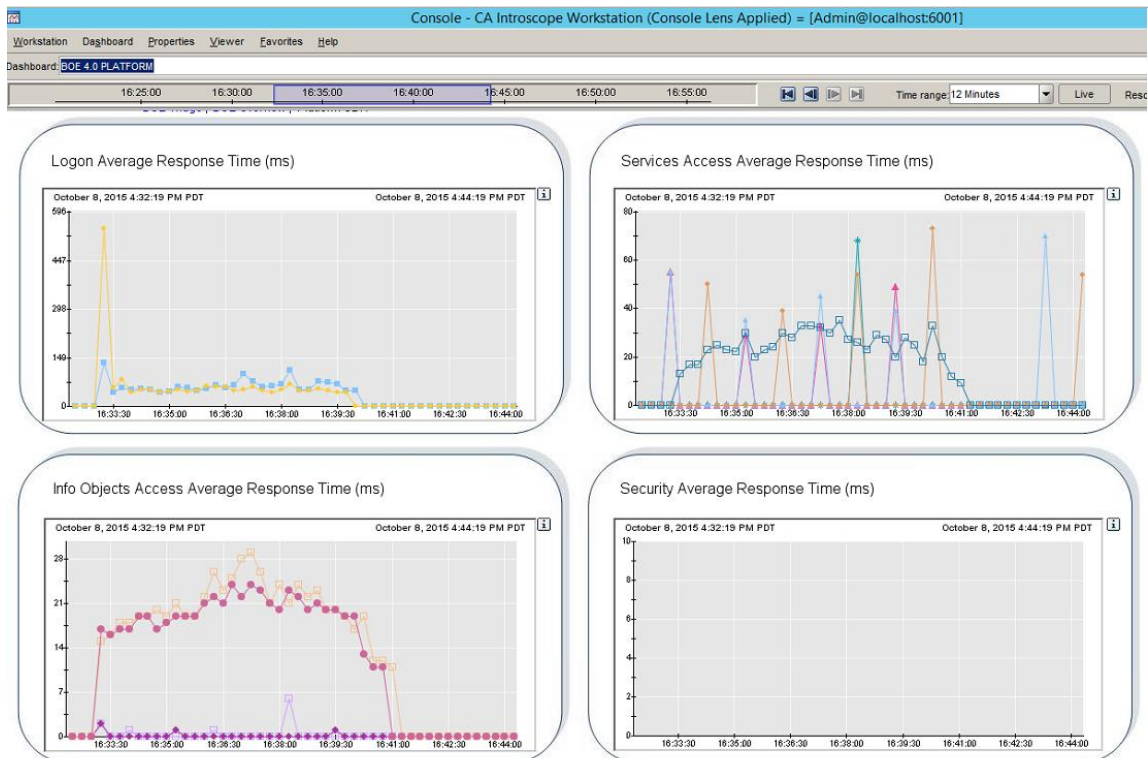 Console - CA Introscope Workstation (Console Lens Applied) = [Admin@localhost:6001]
Workstation Dashboard Properties Viewer Favorites Help
Dashboard: BOE 4.0 PLATFORM
16:25:00 16:30:00 16:35:00 16:40:00 16:45:00 16:50:00 16:55:00 Time range: 12 Minutes Live Reso
Logon Average Response Time (ms)
October 8, 2015 4:32:19 PM PDT October 8, 2015 4:44:19 PM PDT
596
447
298
149
0
16:33:30 16:35:00 16:36:30 16:38:00 16:39:30 16:41:00 16:42:30 16:44:00
Services Access Average Response Time (ms)
October 8, 2015 4:32:19 PM PDT October 8, 2015 4:44:19 PM PDT
80
60
40
20
0
16:33:30 16:35:00 16:36:30 16:38:00 16:39:30 16:41:00 16:42:30 16:44:00
Info Objects Access Average Response Time (ms)
October 8, 2015 4:32:19 PM PDT October 8, 2015 4:44:19 PM PDT
28
21
14
7
0
16:33:30 16:35:00 16:36:30 16:38:00 16:39:30 16:41:00 16:42:30 16:44:00
Security Average Response Time (ms)
October 8, 2015 4:32:19 PM PDT October 8, 2015 4:44:19 PM PDT
10
8
6
4
2
0
16:33:30 16:35:00 16:36:30 16:38:00 16:39:30 16:41:00 16:42:30 16:44:00